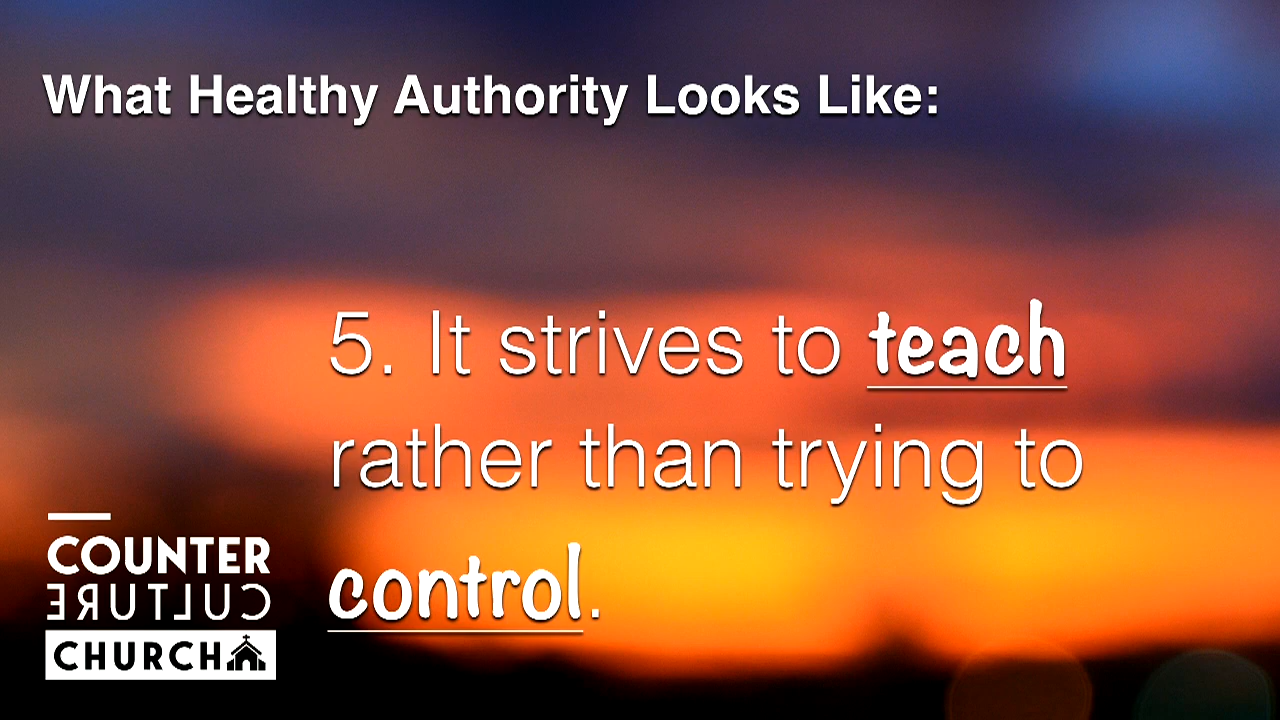 What Healthy Authority Looks Like:
5. It strives to teach
rather than trying to
control.
COUNTER
CULTURE
CHURCH